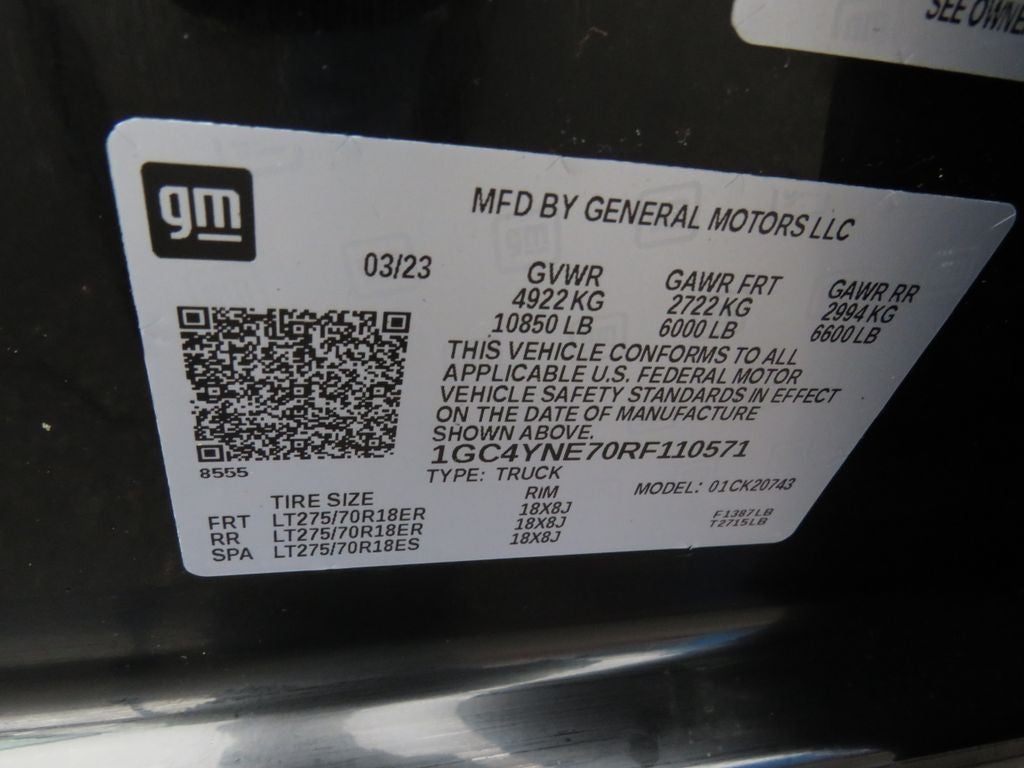 SEE OWNE
gm
MFD BY GENERAL MOTORS LLC
03/23
GVWR GAWR FRT GAWR RR
4922 KG 2722 KG 2994 KG
10850 LB 6000 LB 6600 LB
THIS VEHICLE CONFORMS TO ALL
APPLICABLE U.S. FEDERAL MOTOR
VEHICLE SAFETY STANDARDS IN EFFECT
ON THE DATE OF MANUFACTURE
SHOWN ABOVE.
1GC4YNE70RF110571
8555
TYPE: TRUCK MODEL: 01CK20743
TIRE SIZE RIM
FRT LT275/70R18ER 18X8J F1387LB
RR LT275/70R18ER 18X8J T2715LB
SPA LT275/70R18ES 18X8J